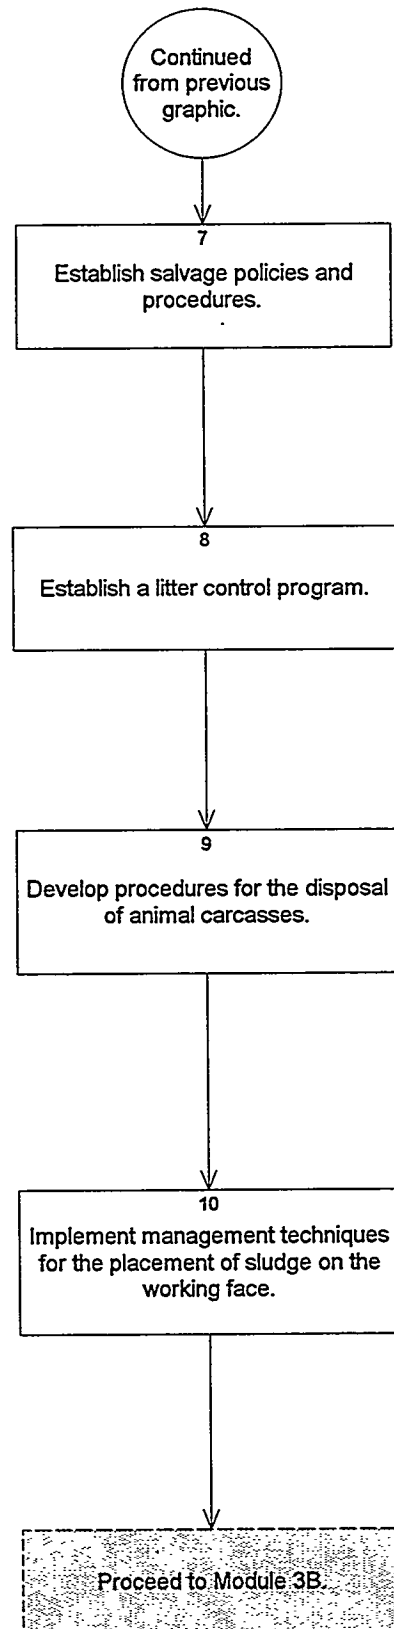 Continued
from previous
graphic.
7
Establish salvage policies and
procedures.
8
Establish a litter control program.
9
Develop procedures for the disposal
of animal carcasses.
10
Implement management techniques
for the placement of sludge on the
working face.
Proceed to Module 3B.